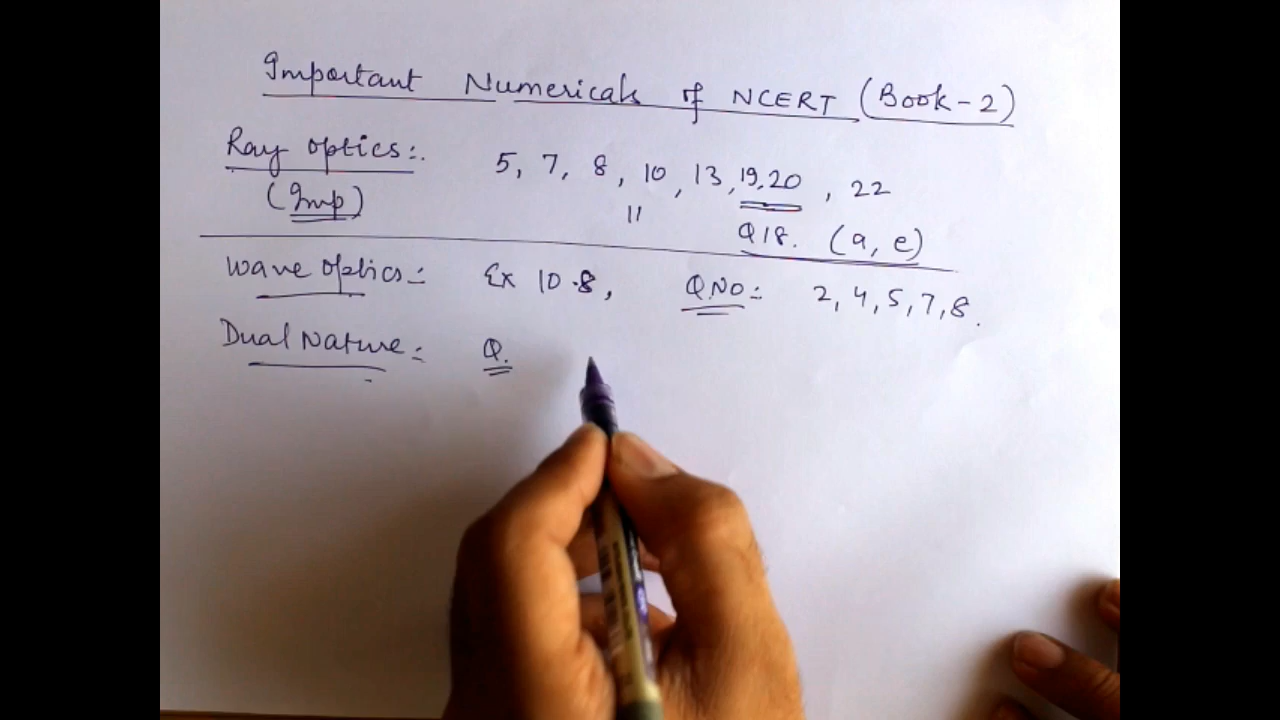 Important Numericals of NCERT (Book-2)
Ray optics:. 5, 7, 8, 10, 13, 19, 20, 22
(Imp) 11 Q18. (a, e)
Wave optics:- Ex 10.8, Q.NO:- 2, 4, 5, 7, 8.
Dual Nature:- Q.